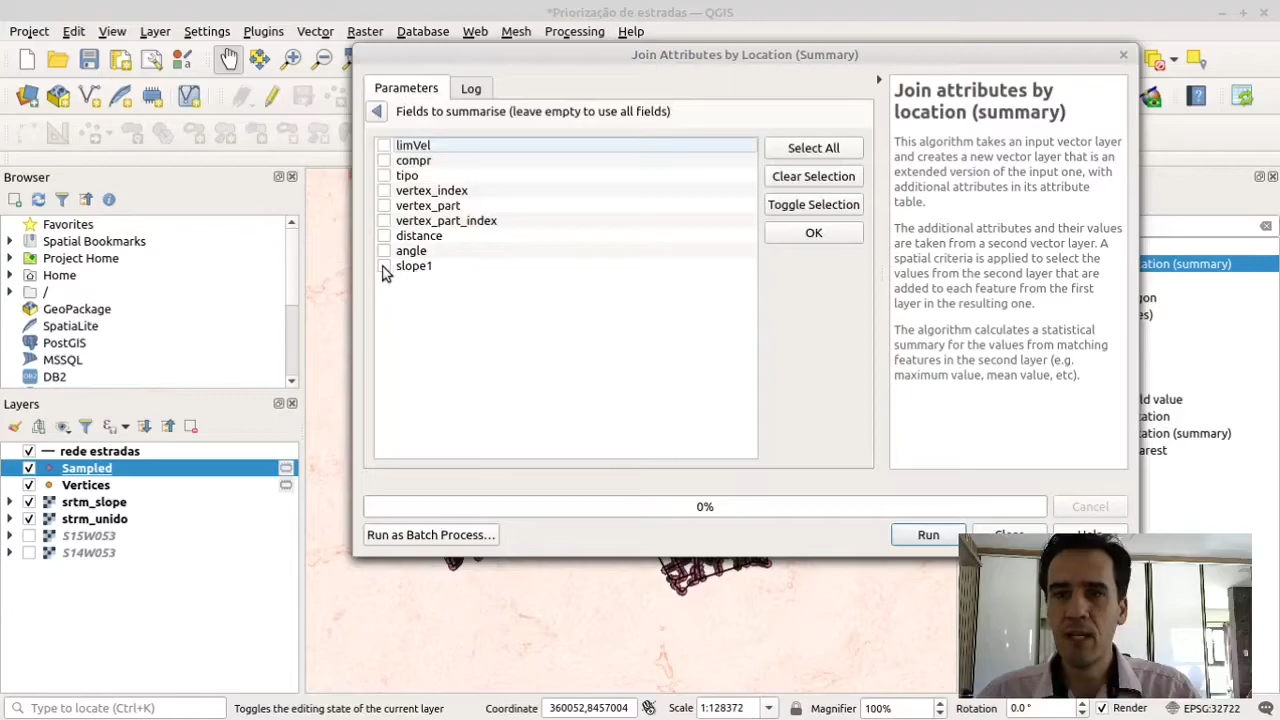 *Priorização de estradas — QGIS
Project Edit View Layer Settings Plugins Vector Raster Database Web Mesh Processing Help
Join Attributes by Location (Summary)
Parameters Log
Fields to summarise (leave empty to use all fields)
limVel
compr
tipo
vertex_index
vertex_part
vertex_part_index
distance
angle
slope1
Select All
Clear Selection
Toggle Selection
OK
Join attributes by
location (summary)
This algorithm takes an input vector layer
and creates a new vector layer that is an
extended version of the input one, with
additional attributes in its attribute
table.
The additional attributes and their values
are taken from a second vector layer. A
spatial criteria is applied to select the
values from the second layer that are
added to each feature from the first
layer in the resulting one.
The algorithm calculates a statistical
summary for the values from matching
features in the second layer (e.g.
maximum value, mean value, etc).
0%
Cancel
Run as Batch Process…
Run
Browser
Favorites
Spatial Bookmarks
Project Home
Home
/
GeoPackage
SpatiaLite
PostGIS
MSSQL
DB2
Layers
rede estradas
Sampled
Vertices
srtm_slope
strm_unido
S15W053
S14W053
ation (summary)
gon
es)
ld value
ation
ation (summary)
arest
Type to locate (Ctrl+K)
Toggles the editing state of the current layer
Coordinate 360052,8457004
Scale 1:128372
Magnifier 100%
Rotation 0.0 °
Render
EPSG:32722